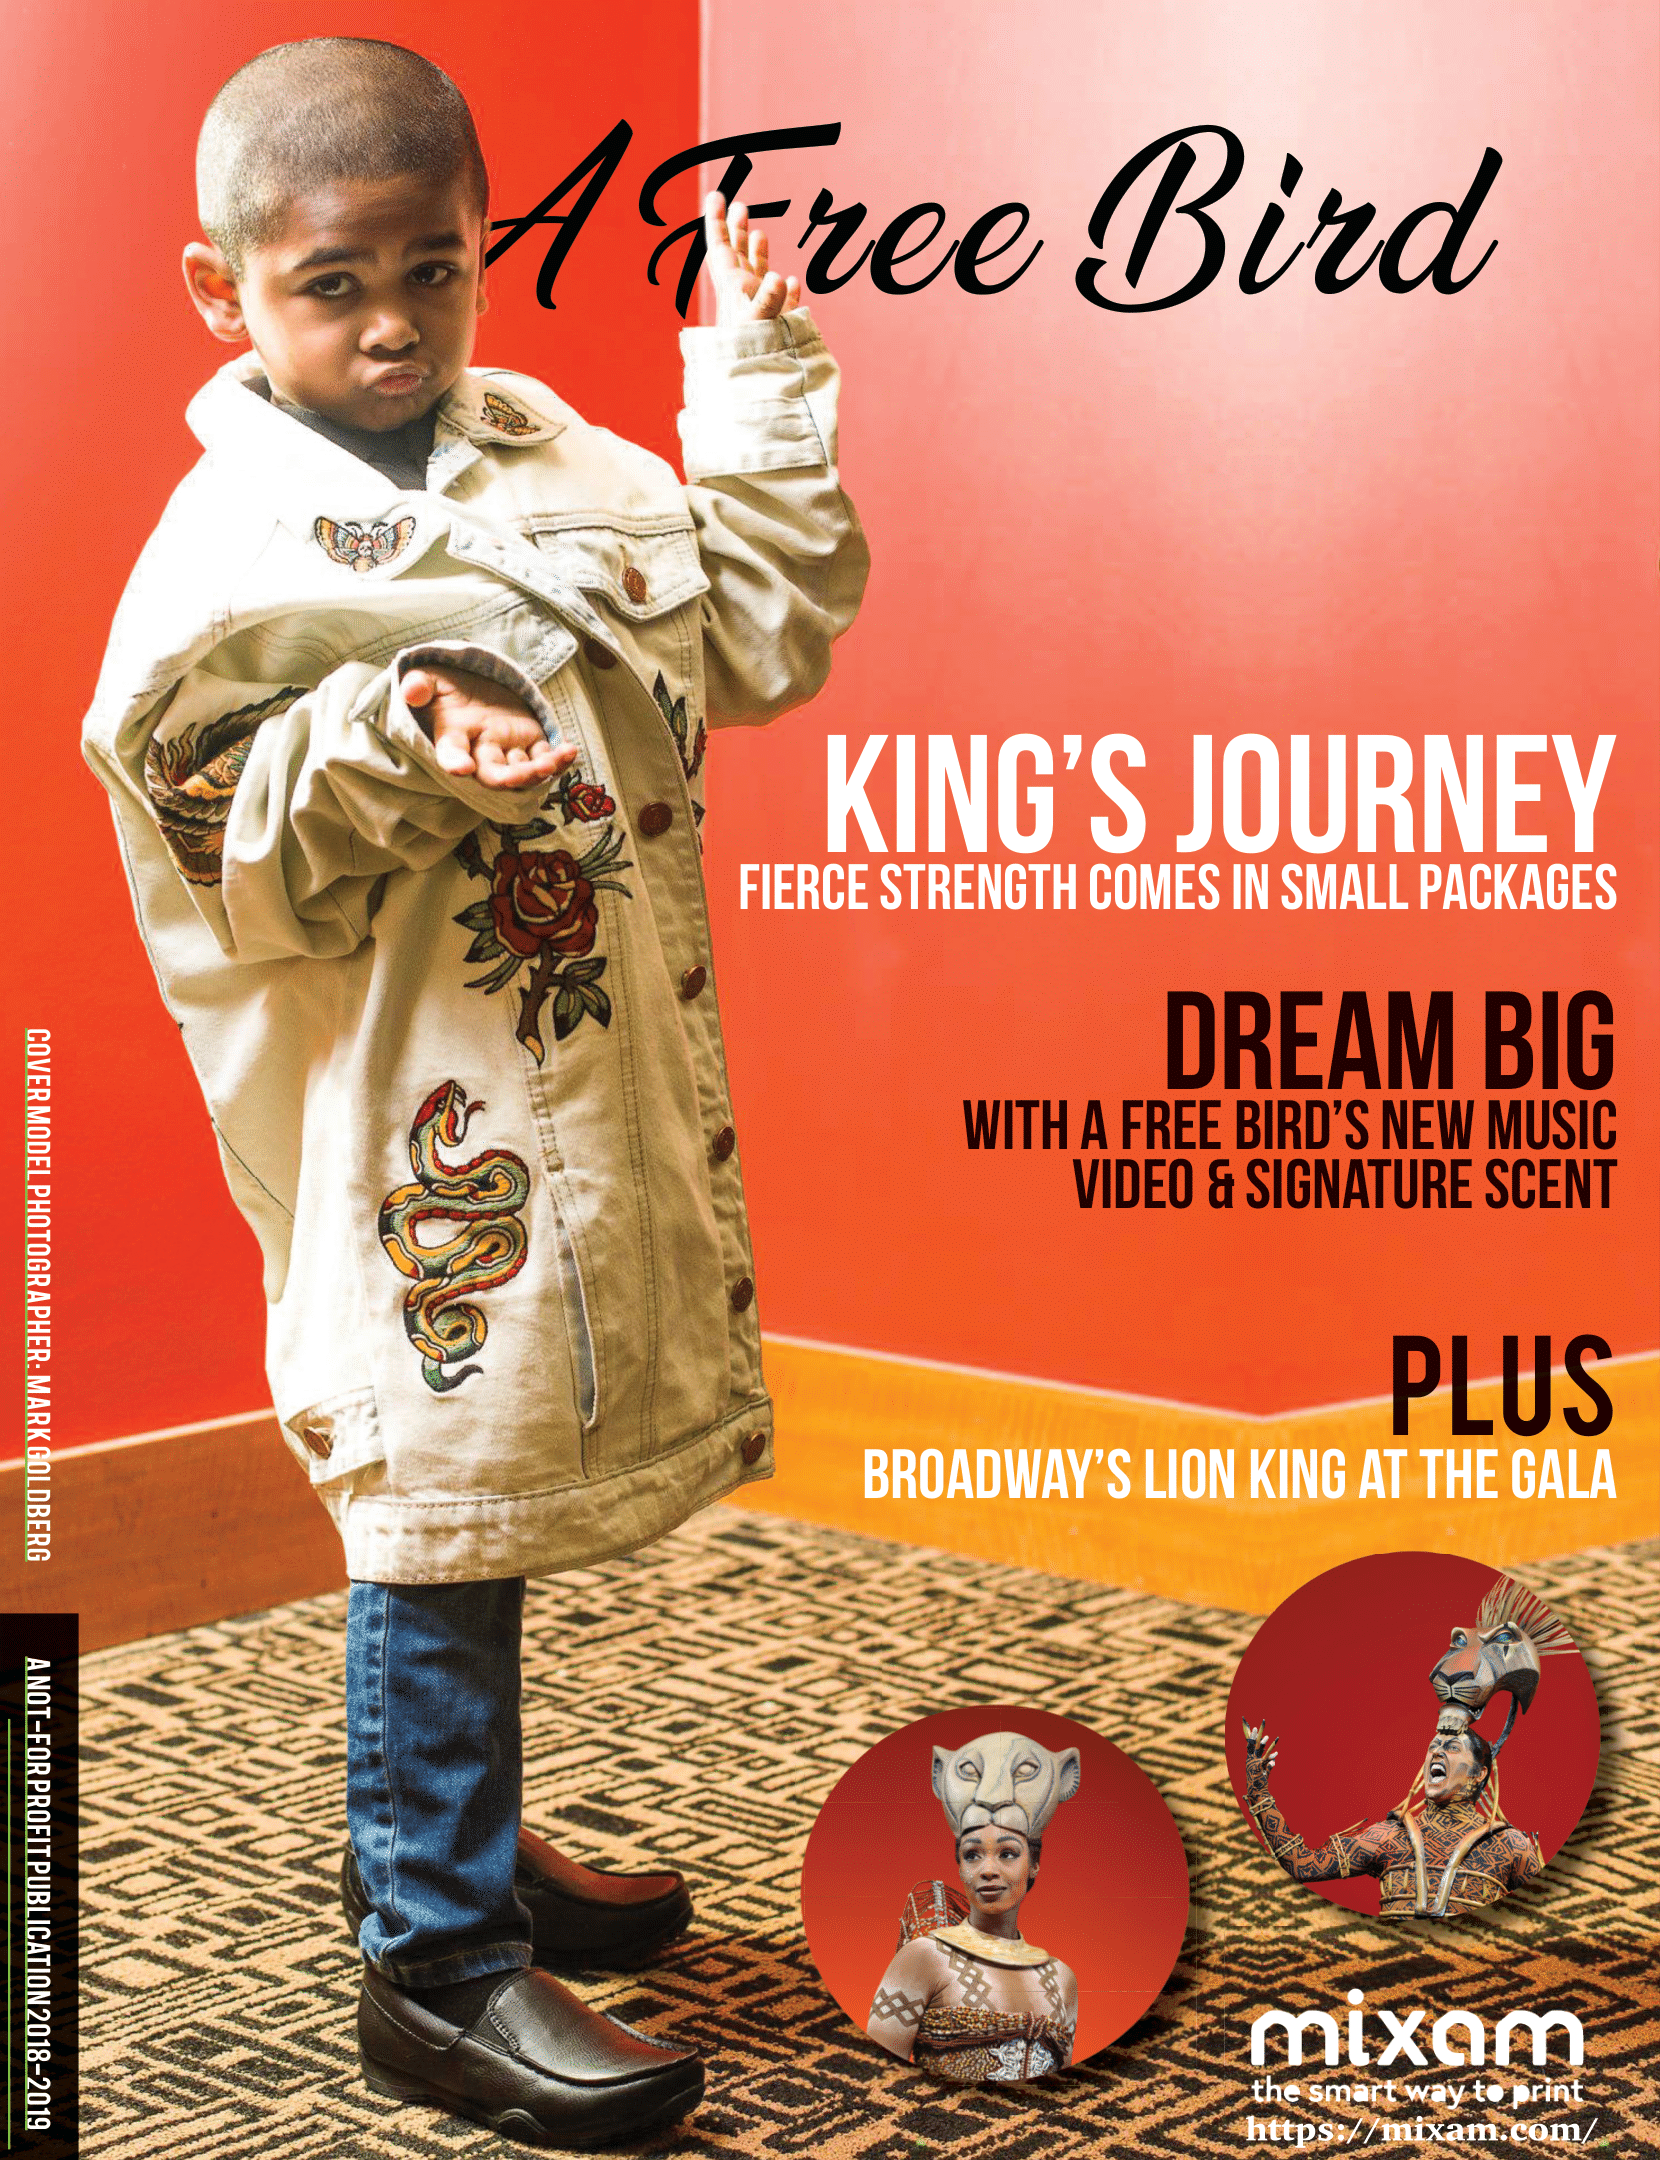 A Free Bird
KING'S JOURNEY
FIERCE STRENGTH COMES IN SMALL PACKAGES
DREAM BIG
WITH A FREE BIRD'S NEW MUSIC
VIDEO & SIGNATURE SCENT
PLUS
BROADWAY'S LION KING AT THE GALA
COVER MODEL PHOTOGRAPHER: MARK GOLDBERG
A NOT-FOR PROFIT PUBLICATION 2018-2019
mixam
the smart way to print
https://mixam.com/